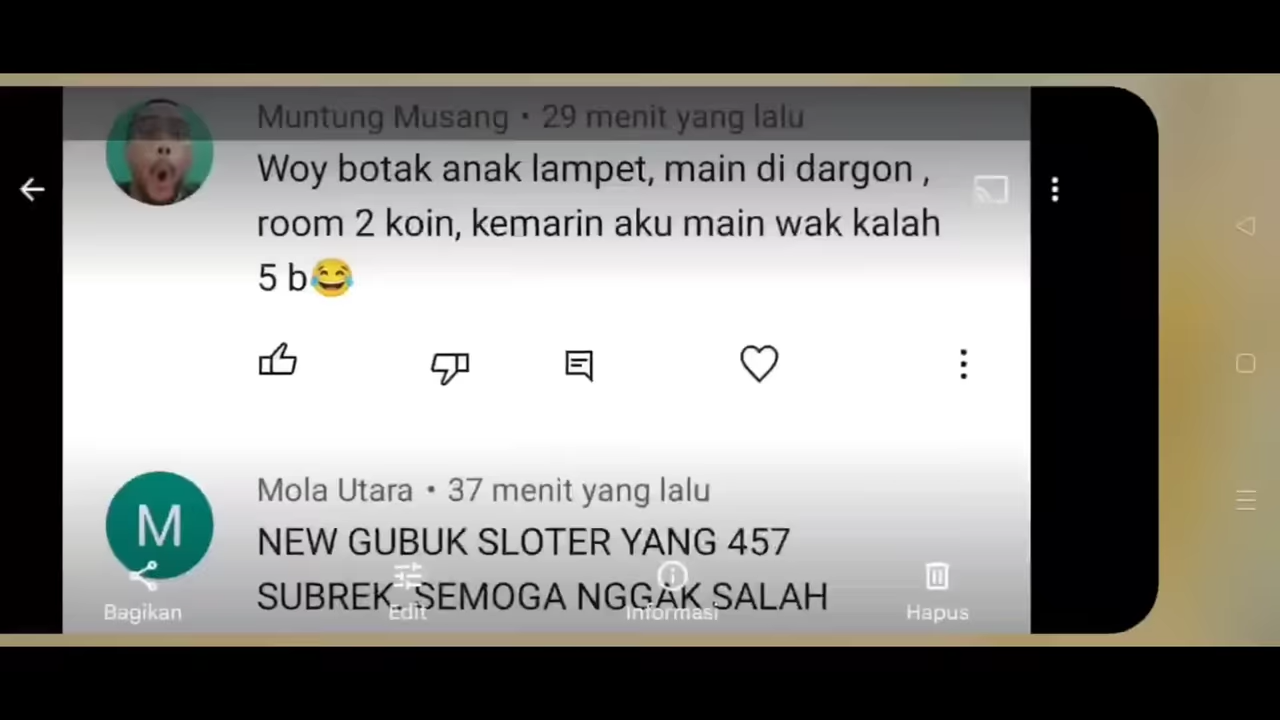 Muntung Musang • 29 menit yang lalu
Woy botak anak lampet, main di dargon ,
room 2 koin, kemarin aku main wak kalah
5 b😂
Mola Utara • 37 menit yang lalu
M
NEW GUBUK SLOTER YANG 457
SUBREK, SEMOGA NGGAK SALAH
Bagikan
Edit
Informasi
Hapus